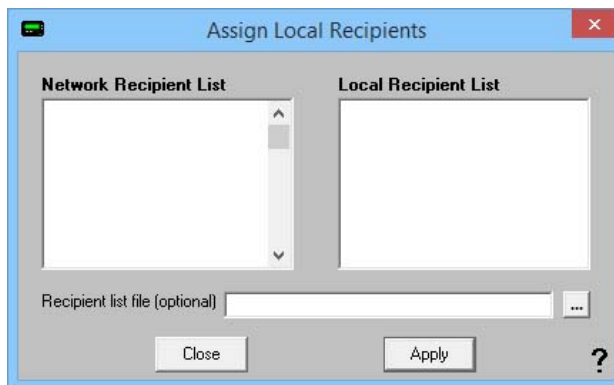 Assign Local Recipients
Network Recipient List
Local Recipient List
Recipient list file (optional)
...
Close
Apply
?